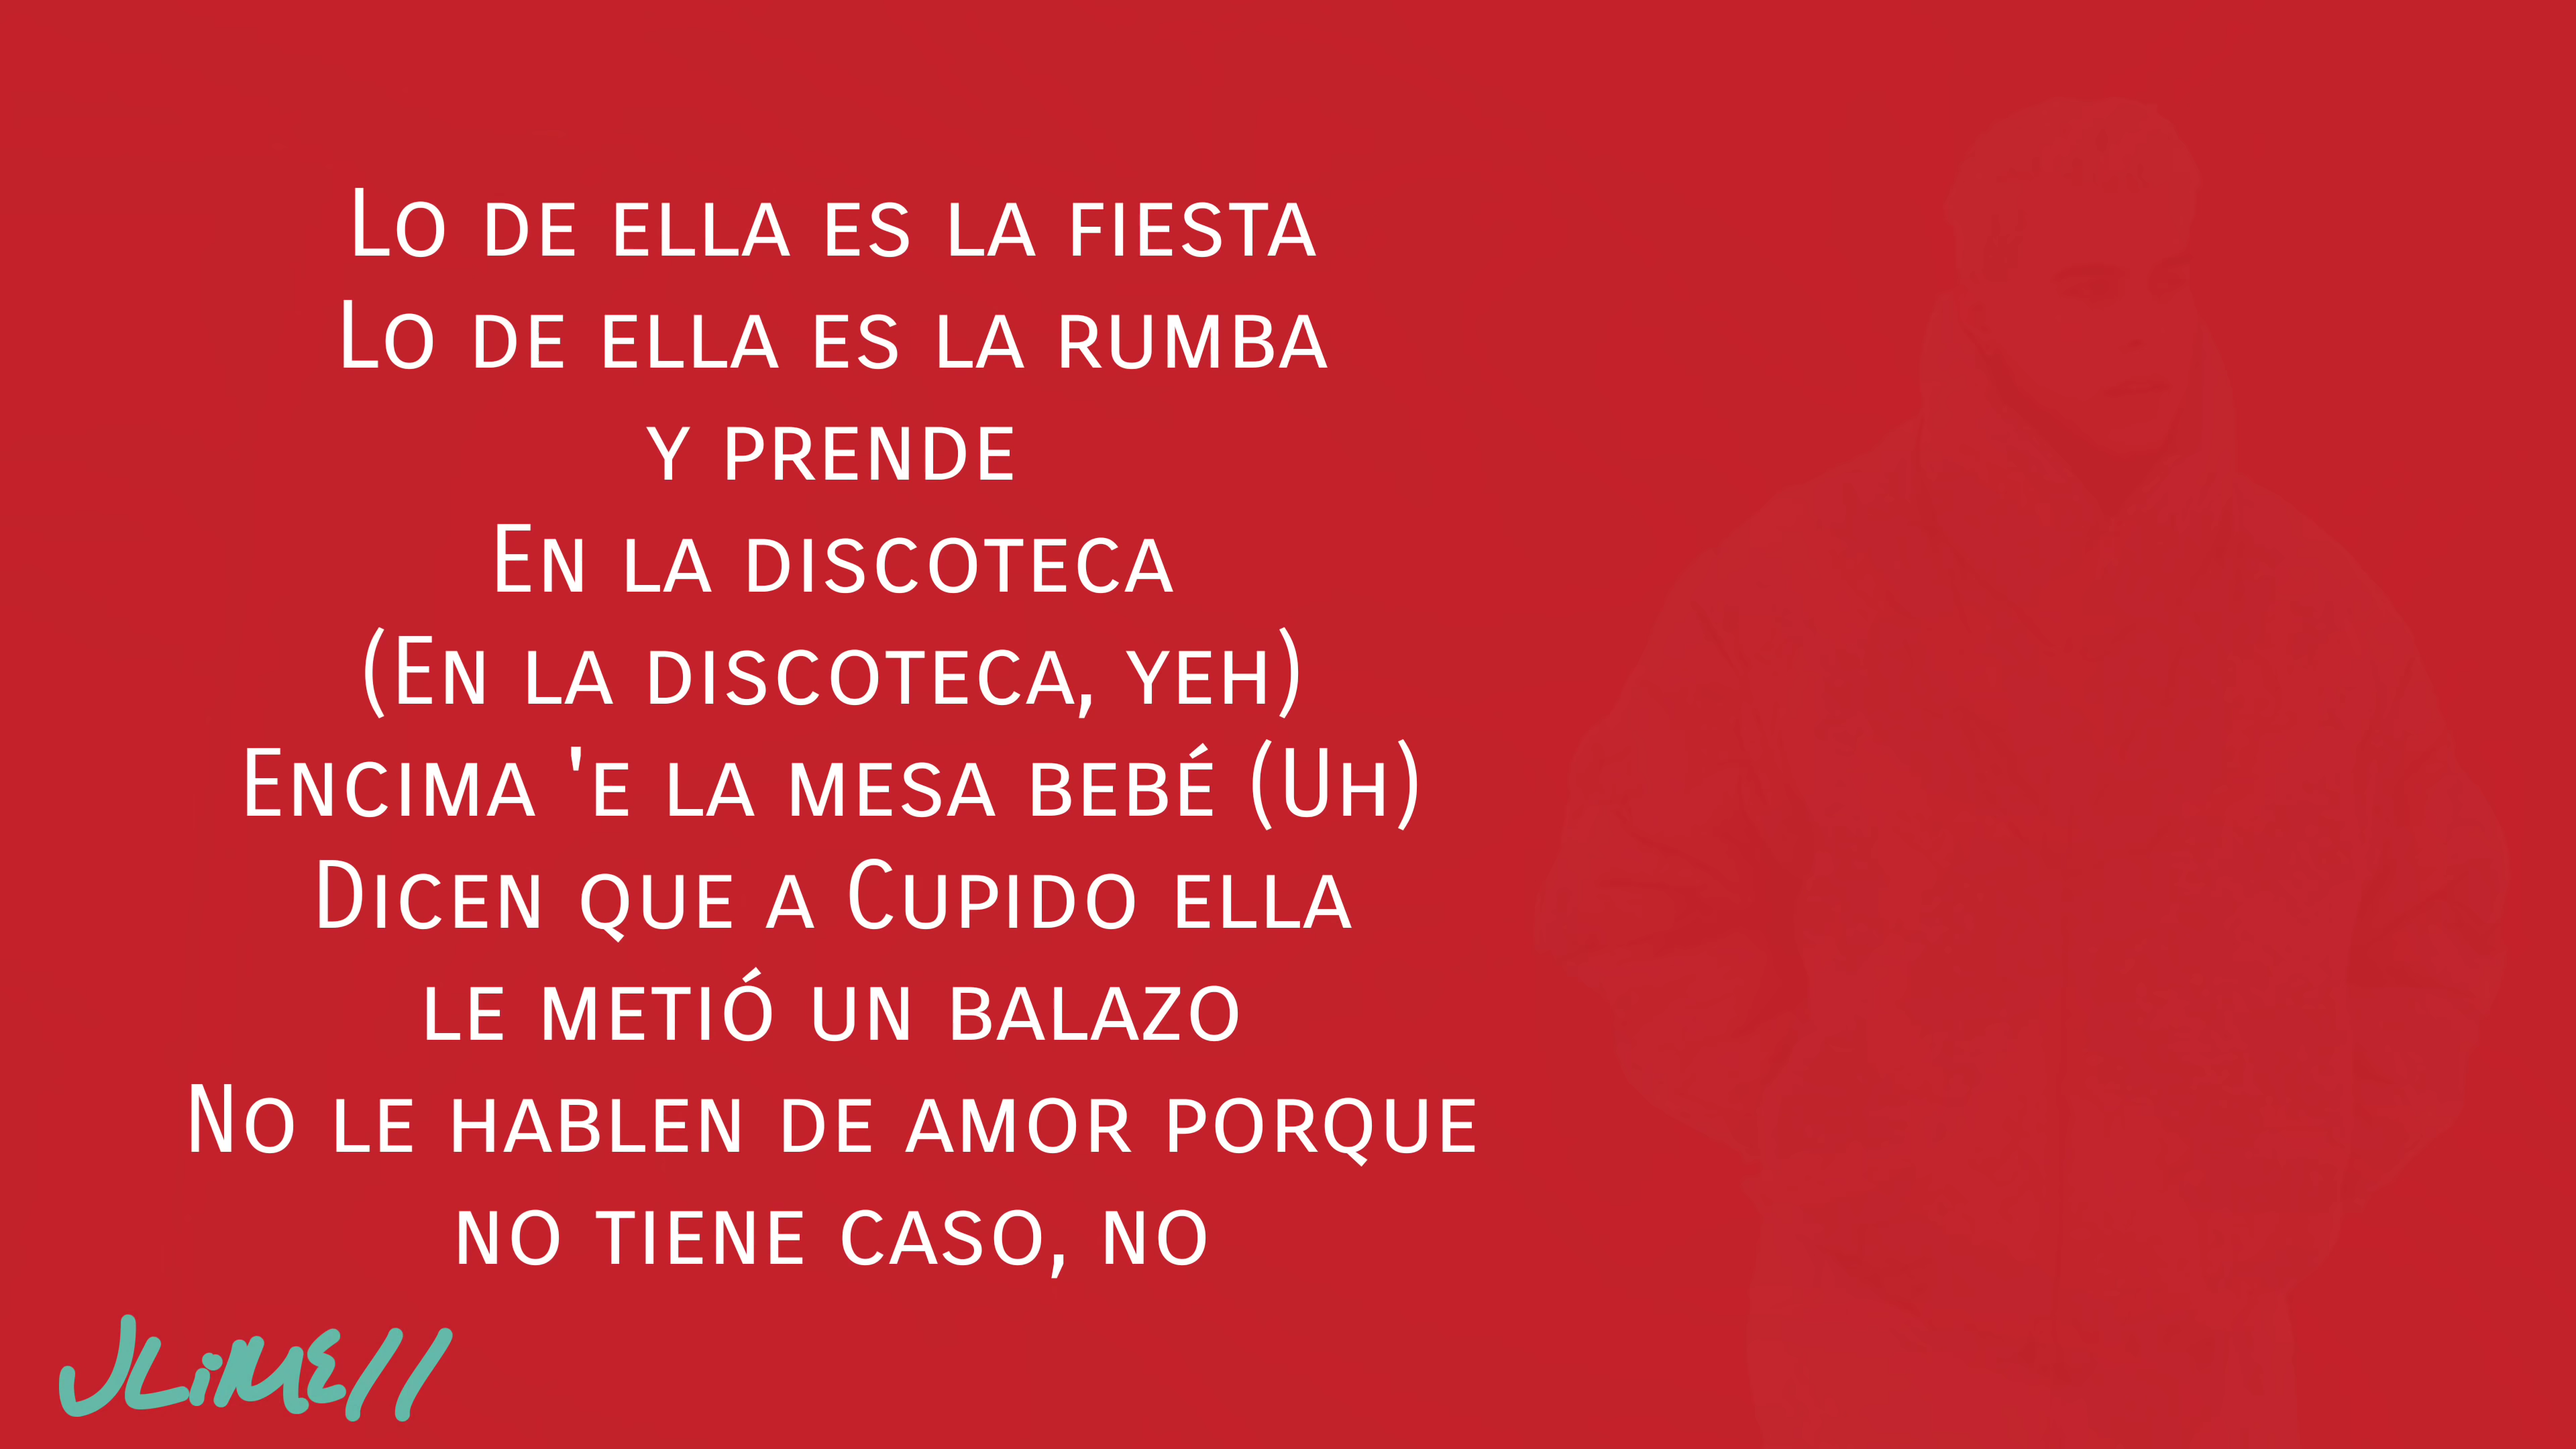 Lo de ella es la fiesta
Lo de ella es la rumba
y prende
En la discoteca
(En la discoteca, yeh)
Encima 'e la mesa bebé (Uh)
Dicen que a Cupido ella
le metió un balazo
No le hablen de amor porque
no tiene caso, no
JLiME//